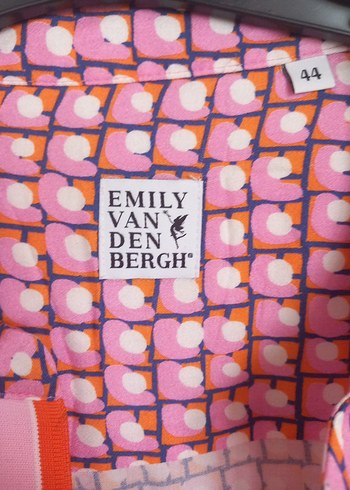 44
EMILY
VAN
DEN
BERGH®